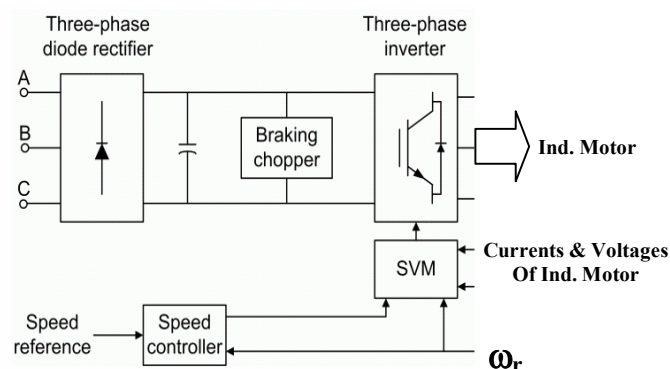 Three-phase
diode rectifier
Three-phase
inverter
A
B
C
Braking
chopper
Ind. Motor
SVM
Currents & Voltages
Of Ind. Motor
Speed
reference
Speed
controller
ωr